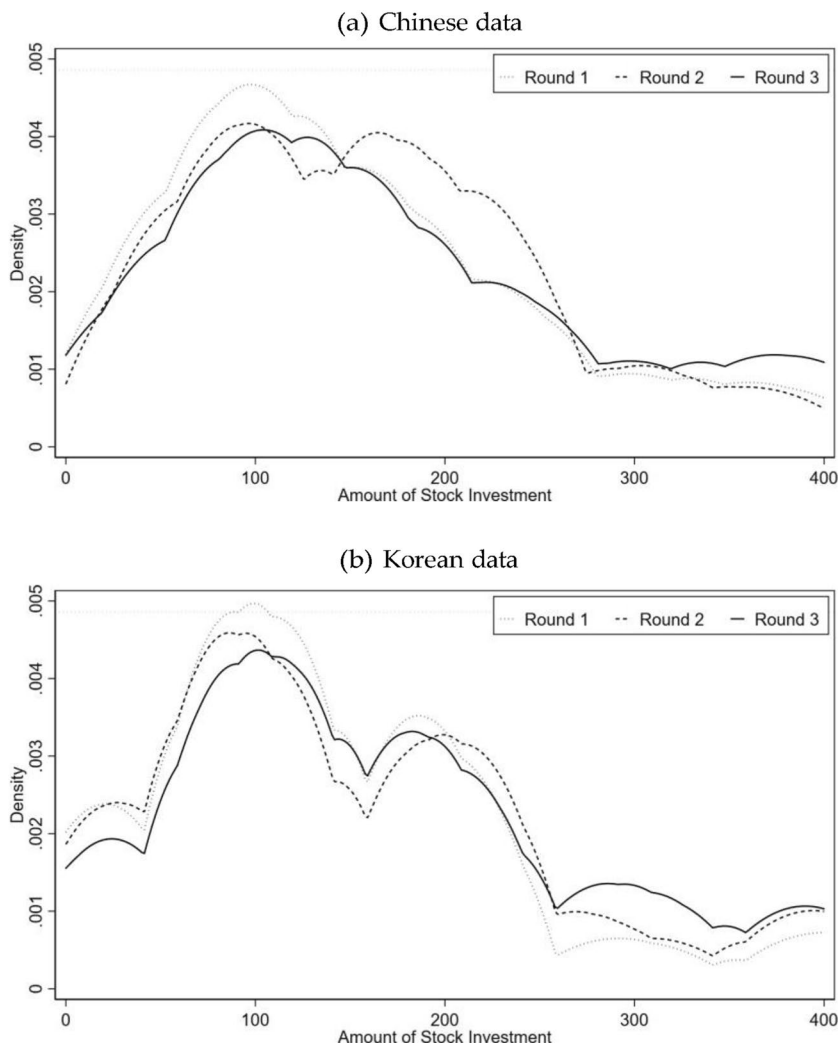 (a) Chinese data
Round 1 Round 2 Round 3
.005
.004
.003
.002
.001
0
Density
0 100 200 300 400
Amount of Stock Investment
(b) Korean data
Round 1 Round 2 Round 3
.005
.004
.003
.002
.001
0
Density
0 100 200 300 400
Amount of Stock Investment